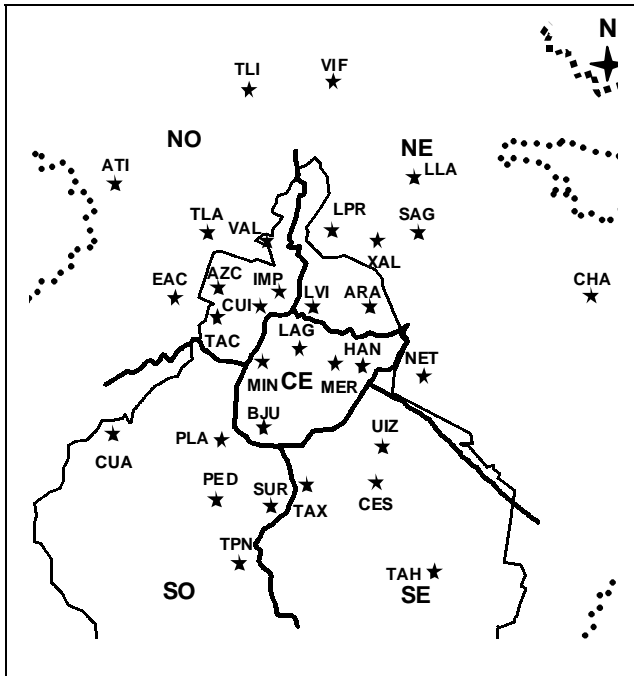 N
TLI
VIF
NO
NE
ATI
LLA
TLA
VAL
LPR
SAG
XAL
EAC
AZC
IMP
CHA
CUI
LVI
ARA
TAC
LAG
HAN
NET
MIN
CE
MER
BJU
UIZ
CUA
PLA
PED
SUR
TAX
CES
TPN
TAH
SO
SE